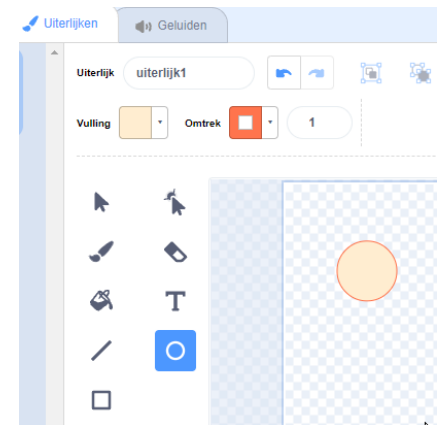 Uiterlijken Geluiden
Uiterlijk uiterlijk1
Vulling Omtrek 1
T